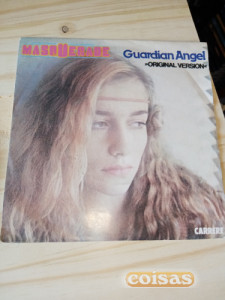 MASQUERADE
Guardian Angel
»ORIGINAL VERSION«
CARRERE
coisas